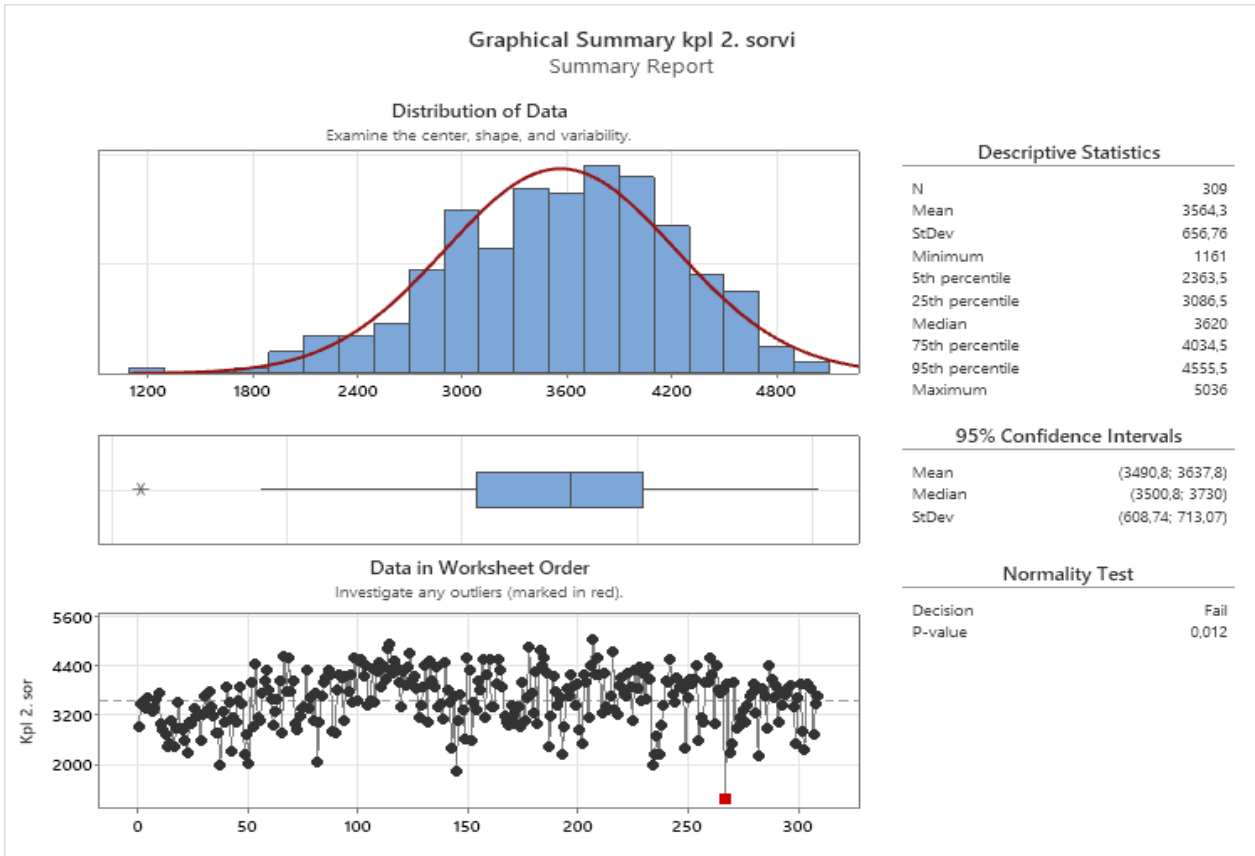 Graphical Summary kpl 2. sorvi
Summary Report
Distribution of Data
Examine the center, shape, and variability.
1200 1800 2400 3000 3600 4200 4800
Data in Worksheet Order
Investigate any outliers (marked in red).
Kpl 2. sor
5600
4400
3200
2000
0 50 100 150 200 250 300
Descriptive Statistics
N 309
Mean 3564,3
StDev 656,76
Minimum 1161
5th percentile 2363,5
25th percentile 3086,5
Median 3620
75th percentile 4034,5
95th percentile 4555,5
Maximum 5036
95% Confidence Intervals
Mean (3490,8; 3637,8)
Median (3500,8; 3730)
StDev (608,74; 713,07)
Normality Test
Decision Fail
P-value 0,012